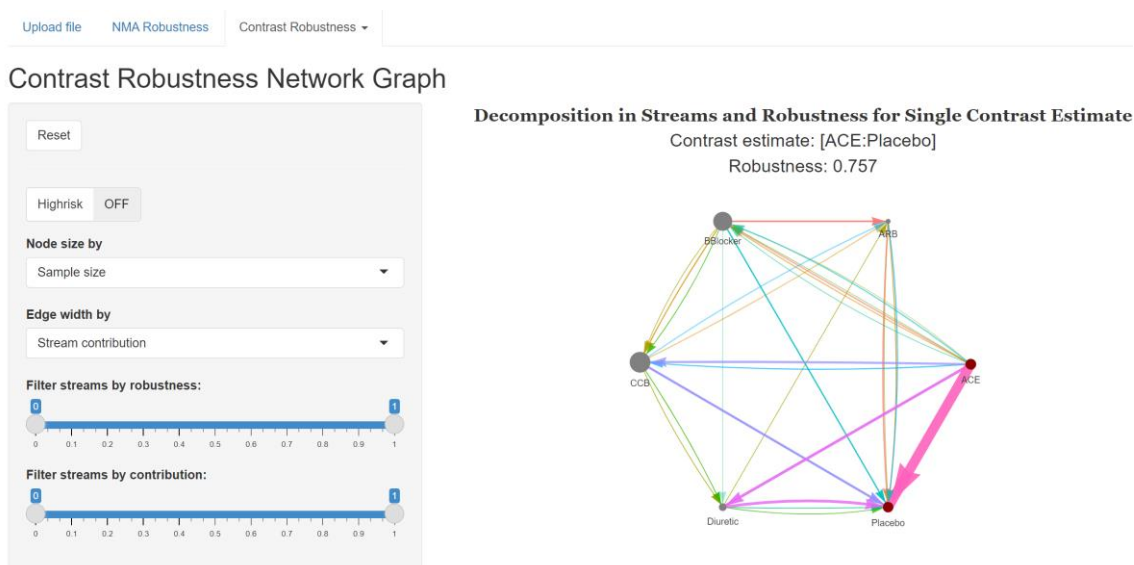 Upload file NMA Robustness Contrast Robustness
Contrast Robustness Network Graph
Reset
Highrisk OFF
Node size by
Sample size
Edge width by
Stream contribution
Filter streams by robustness:
0 1
0 0.1 0.2 0.3 0.4 0.5 0.6 0.7 0.8 0.9 1
Filter streams by contribution:
0 1
0 0.1 0.2 0.3 0.4 0.5 0.6 0.7 0.8 0.9 1
Decomposition in Streams and Robustness for Single Contrast Estimate
Contrast estimate: [ACE:Placebo]
Robustness: 0.757
BBlocker
ARB
CCB
ACE
Diuretic
Placebo